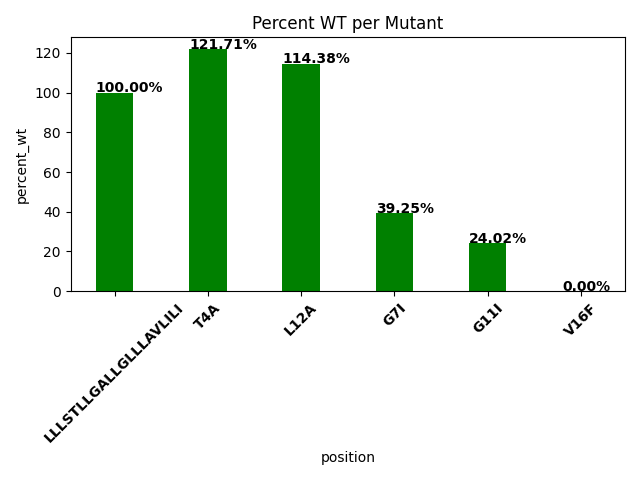 Percent WT per Mutant
percent_wt
120
100
80
60
40
20
0
100.00%
121.71%
114.38%
39.25%
24.02%
0.00%
LLLSTLLGALLGLLLAVLILI
T4A
L12A
G7I
G11I
V16F
position